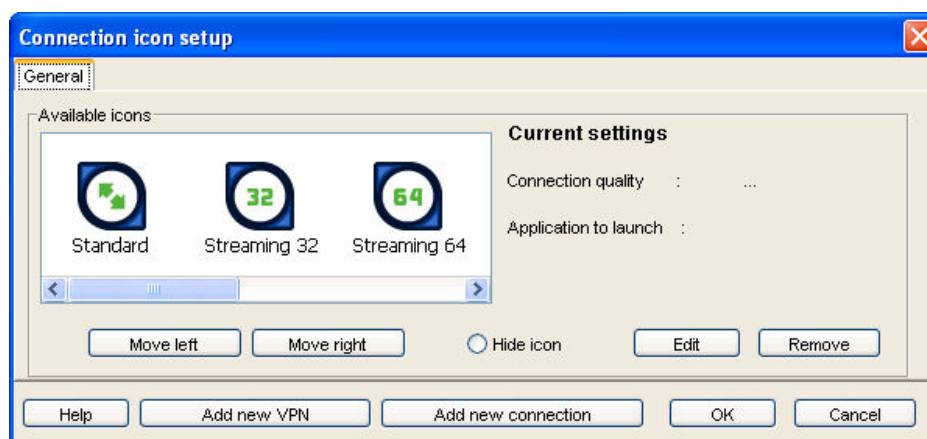 Connection icon setup
General
Available icons
Current settings
Connection quality : ...
Application to launch :
32
64
Standard
Streaming 32
Streaming 64
Move left
Move right
Hide icon
Edit
Remove
Help
Add new VPN
Add new connection
OK
Cancel